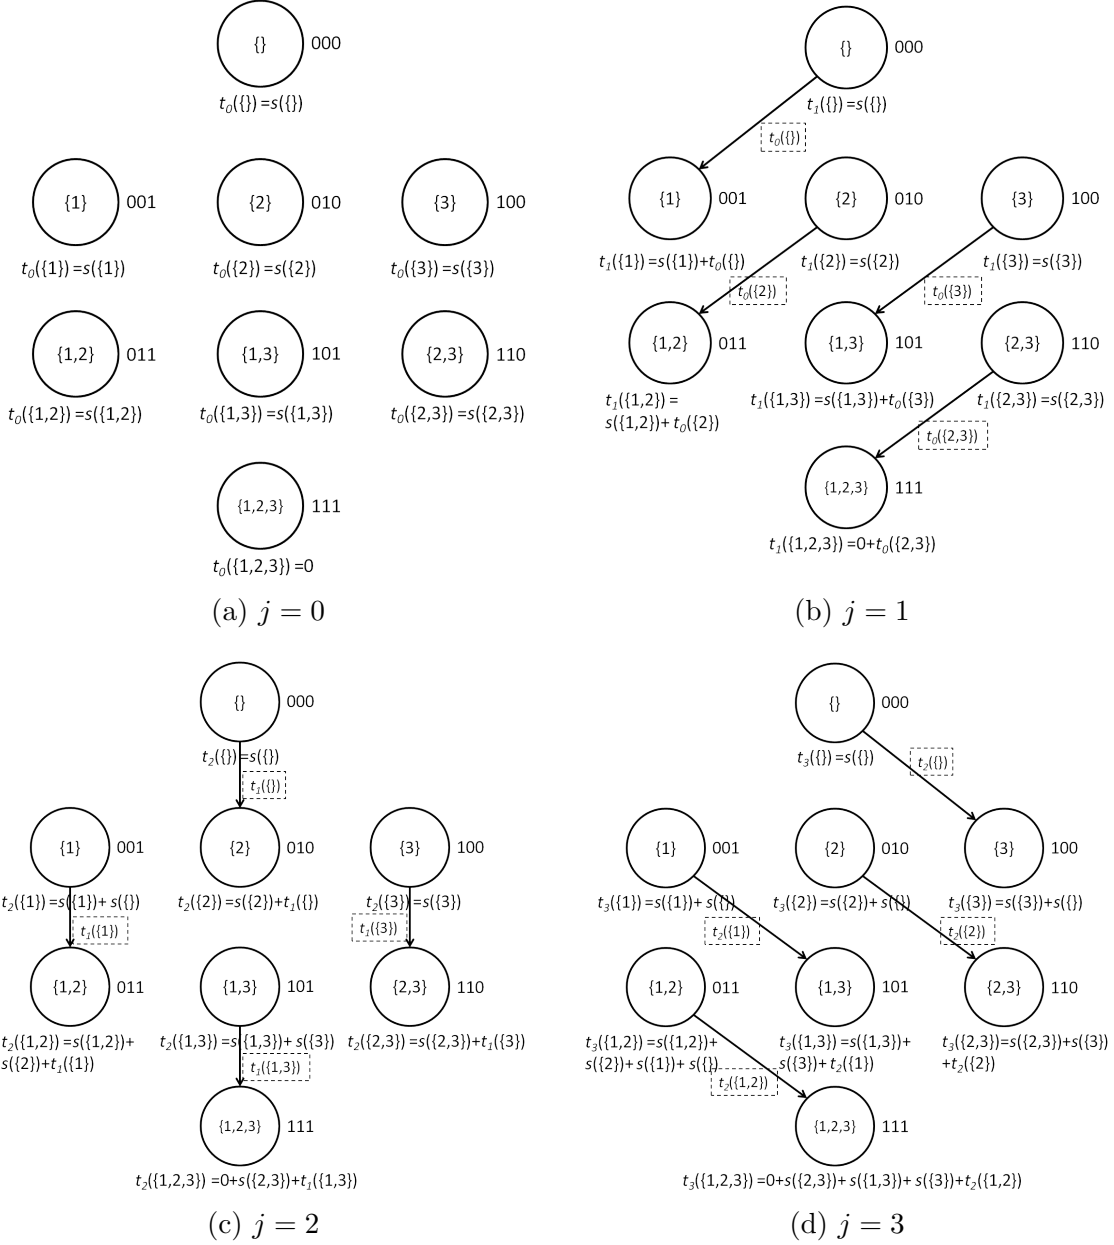 {} 000
t0({}) =s({})
{1} 001 {2} 010 {3} 100
t0({1}) =s({1}) t0({2}) =s({2}) t0({3}) =s({3})
{1,2} 011 {1,3} 101 {2,3} 110
t0({1,2}) =s({1,2}) t0({1,3}) =s({1,3}) t0({2,3}) =s({2,3})
{1,2,3} 111
t0({1,2,3}) =0
(a) j = 0
{} 000
t1({}) =s({})
t0({})
{1} 001 {2} 010 {3} 100
t1({1}) =s({1})+t0({}) t1({2}) =s({2}) t1({3}) =s({3})
t0({2}) t0({3})
{1,2} 011 {1,3} 101 {2,3} 110
t1({1,2}) = t1({1,3}) =s({1,3})+t0({3}) t1({2,3}) =s({2,3})
s({1,2})+ t0({2})
t0({2,3})
{1,2,3} 111
t1({1,2,3}) =0+t0({2,3})
(b) j = 1
{} 000
t2({}) =s({})
t1({})
{1} 001 {2} 010 {3} 100
t2({1}) =s({1})+ s({}) t2({2}) =s({2})+t1({}) t2({3}) =s({3})
t1({1}) t1({3})
{1,2} 011 {1,3} 101 {2,3} 110
t2({1,2}) =s({1,2})+ t2({1,3}) =s({1,3})+ s({3}) t2({2,3}) =s({2,3})+t1({3})
s({2})+t1({1})
t1({1,3})
{1,2,3} 111
t2({1,2,3}) =0+s({2,3})+t1({1,3})
(c) j = 2
{} 000
t3({}) =s({})
t2({})
{1} 001 {2} 010 {3} 100
t3({1}) =s({1})+ s({}) t3({2}) =s({2})+ s({}) t3({3}) =s({3})+s({})
t2({1}) t2({2})
{1,2} 011 {1,3} 101 {2,3} 110
t3({1,2}) =s({1,2})+ t3({1,3}) =s({1,3})+ t3({2,3})=s({2,3})+s({3})
s({2})+ s({1})+ s({}) s({3})+ t2({1}) +t2({2})
t2({1,2})
{1,2,3} 111
t3({1,2,3}) =0+s({2,3})+ s({1,3})+ s({3})+t2({1,2})
(d) j = 3